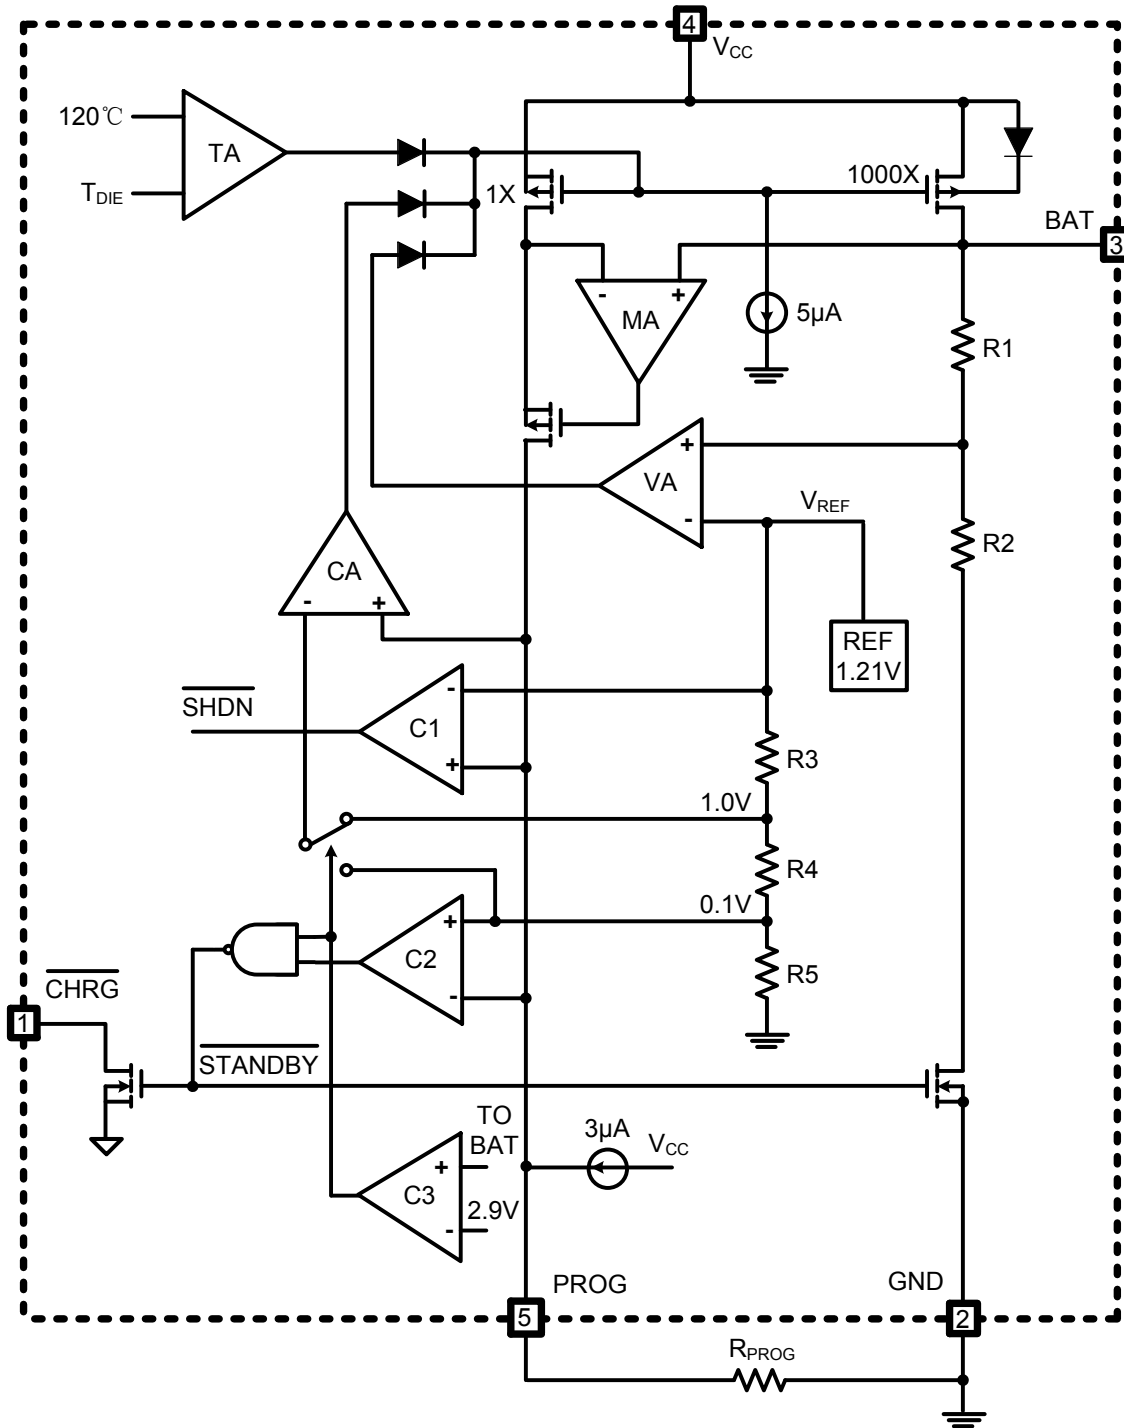 4
VCC
120℃
TA
TDIE
1X
1000X
BAT
3
-
+
MA
5μA
R1
+
VA
-
VREF
R2
CA
-
+
REF
1.21V
SHDN
-
C1
+
R3
1.0V
R4
0.1V
+
C2
-
R5
CHRG
1
STANDBY
TO
BAT
3μA
VCC
+
C3
2.9V
-
PROG
GND
5
2
RPROG